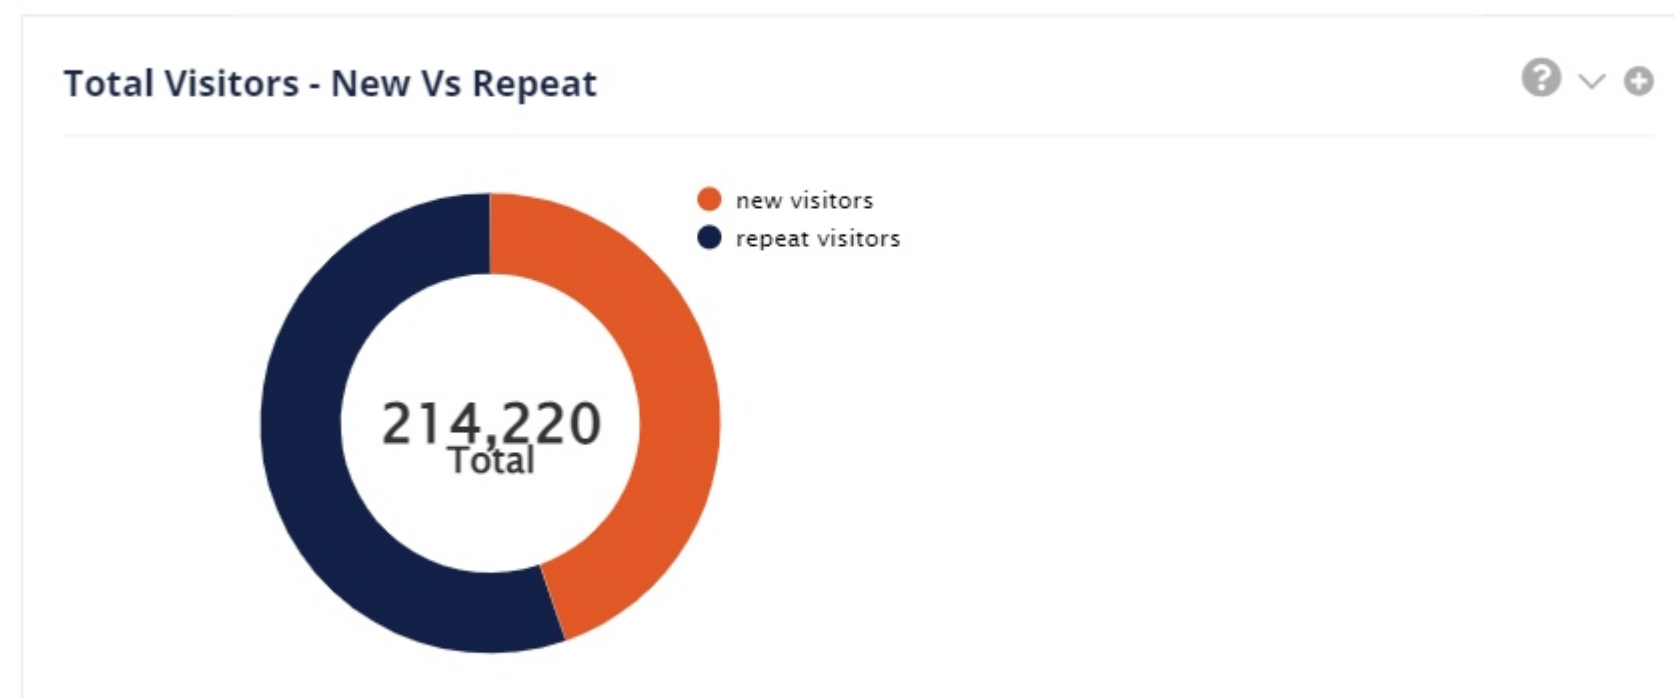 Total Visitors - New Vs Repeat
?
new visitors
repeat visitors
214,220
Total